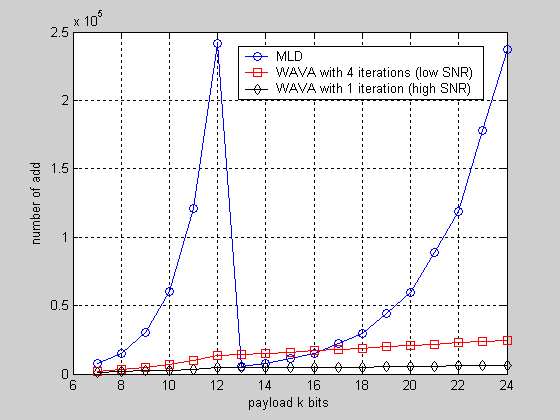 x 10^5
2.5
2
1.5
1
0.5
0
number of add
MLD
WAVA with 4 iterations (low SNR)
WAVA with 1 iteration (high SNR)
6 8 10 12 14 16 18 20 22 24
payload k bits